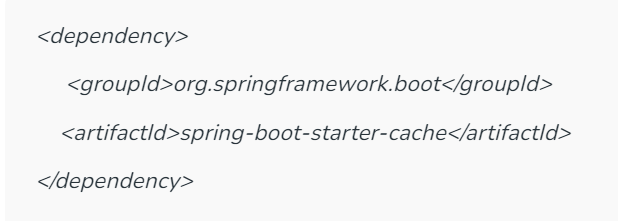 <dependency>
<groupId>org.springframework.boot</groupId>
<artifactId>spring-boot-starter-cache</artifactId>
</dependency>